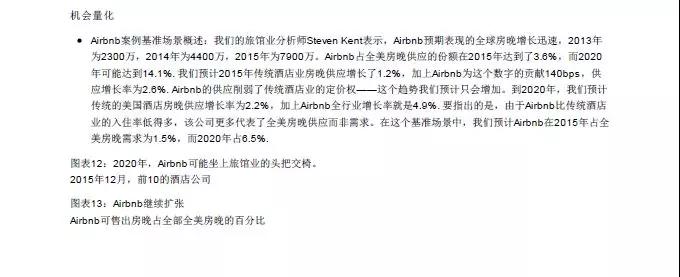 机会量化
• Airbnb案例基准场景概述：我们的旅馆业分析师Steven Kent表示，Airbnb预期表现的全球房晚增长迅速，2013年
为2300万，2014年为4400万，2015年为7900万。Airbnb占全美房晚供应的份额在2015年达到了3.6%，而2020
年可能达到14.1%. 我们预计2015年传统酒店业房晚供应增长了1.2%，加上Airbnb为这个数字的贡献140bps，供
应增长率为2.6%. Airbnb的供应削弱了传统酒店业的定价权——这个趋势我们预计只会增加。到2020年，我们预计
传统的美国酒店房晚供应增长率为2.2%，加上Airbnb全行业增长率就是4.9%. 要指出的是，由于Airbnb比传统酒店
业的入住率低得多，该公司更多代表了全美房晚供应而非需求。在这个基准场景中，我们预计Airbnb在2015年占全
美房晚需求为1.5%，而2020年占6.5%.
图表12：2020年，Airbnb可能坐上旅馆业的头把交椅。
2015年12月，前10的酒店公司
图表13：Airbnb继续扩张
Airbnb可售出房晚占全部全美房晚的百分比